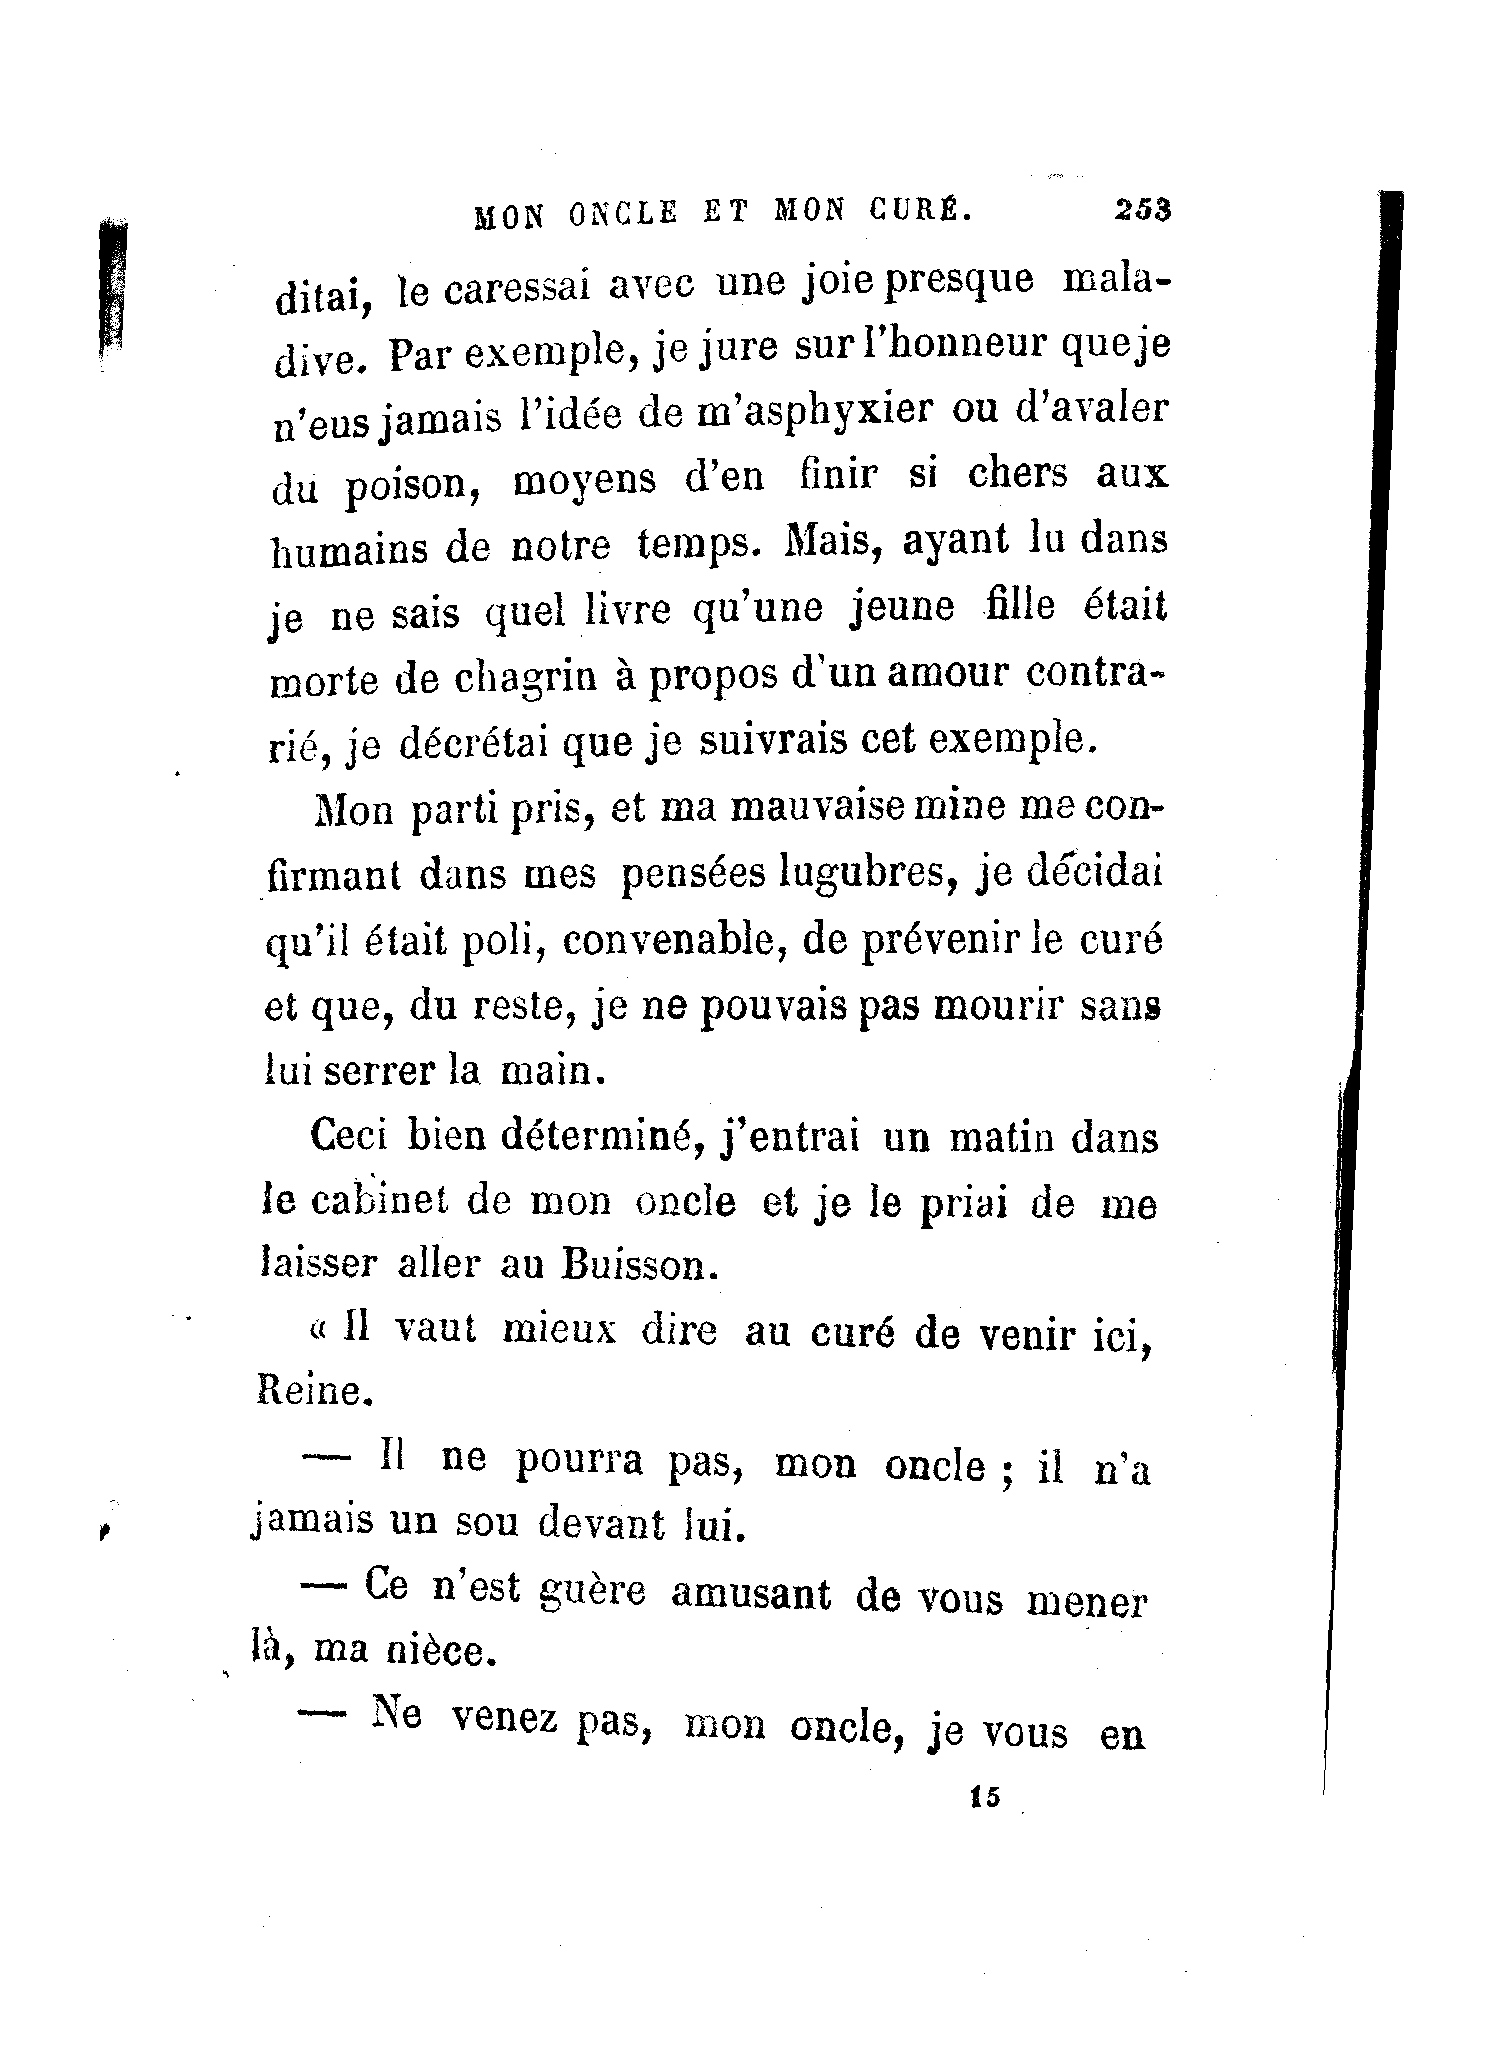 MON ONCLE ET MON CURÉ. 253
ditai, le caressai avec une joie presque mala-
dive. Par exemple, je jure sur l'honneur que je
n'eus jamais l'idée de m'asphyxier ou d'avaler
du poison, moyens d'en finir si chers aux
humains de notre temps. Mais, ayant lu dans
je ne sais quel livre qu'une jeune fille était
morte de chagrin à propos d'un amour contra-
rié, je décrétai que je suivrais cet exemple.
Mon parti pris, et ma mauvaise mine me con-
firmant dans mes pensées lugubres, je décidai
qu'il était poli, convenable, de prévenir le curé
et que, du reste, je ne pouvais pas mourir sans
lui serrer la main.
Ceci bien déterminé, j'entrai un matin dans
le cabinet de mon oncle et je le priai de me
laisser aller au Buisson.
« Il vaut mieux dire au curé de venir ici,
Reine.
— Il ne pourra pas, mon oncle ; il n'a
jamais un sou devant lui.
— Ce n'est guère amusant de vous mener
là, ma nièce.
— Ne venez pas, mon oncle, je vous en
15